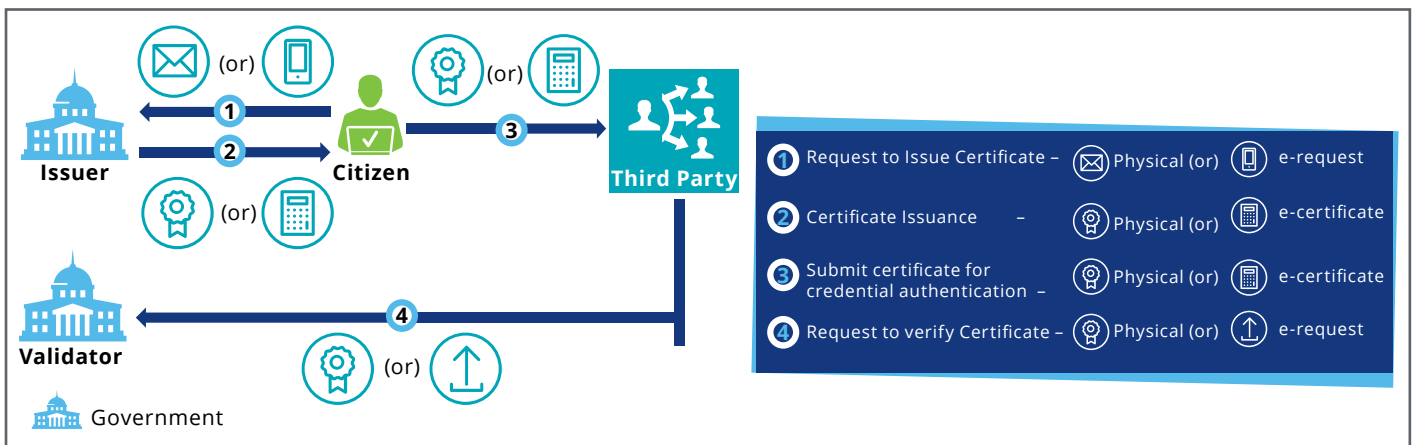 (or)
(or)
1
2
3
Issuer
Citizen
Third Party
(or)
4
Validator
(or)
Government
1 Request to Issue Certificate – Physical (or) e-request
2 Certificate Issuance – Physical (or) e-certificate
3 Submit certificate for
credential authentication – Physical (or) e-certificate
4 Request to verify Certificate – Physical (or) e-request